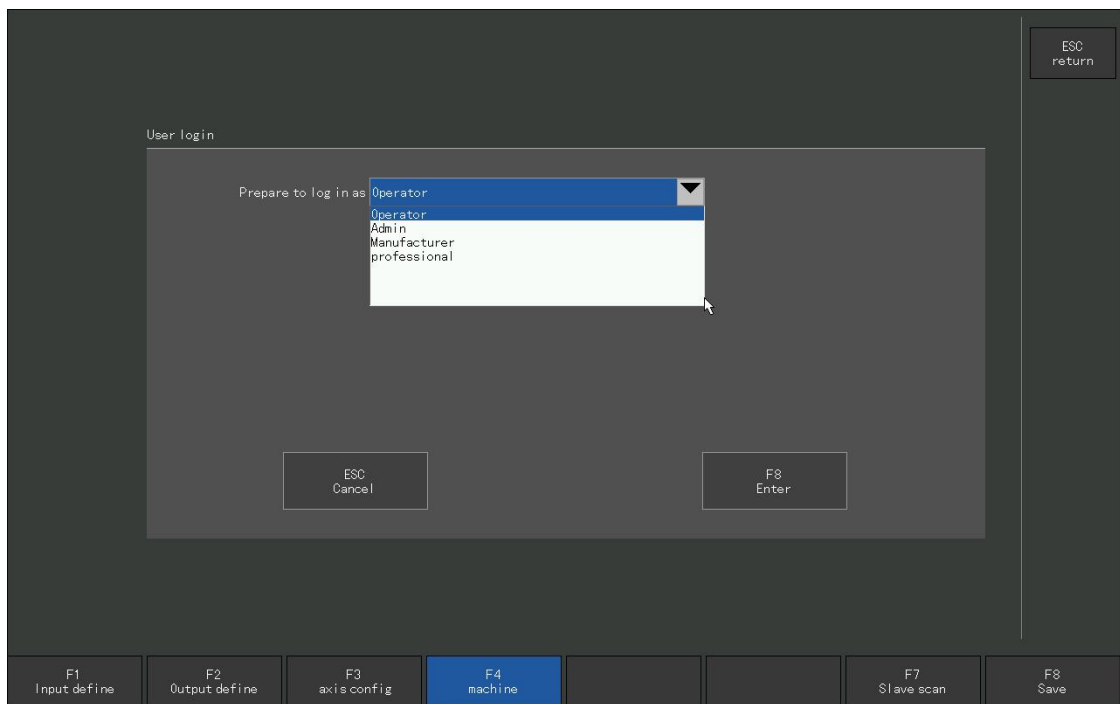 ESC
return
User login
Prepare to log in as Operator
Operator
Admin
Manufacturer
professional
ESC
Cancel
F8
Enter
F1
Input define
F2
Output define
F3
axis config
F4
machine
F7
Slave scan
F8
Save